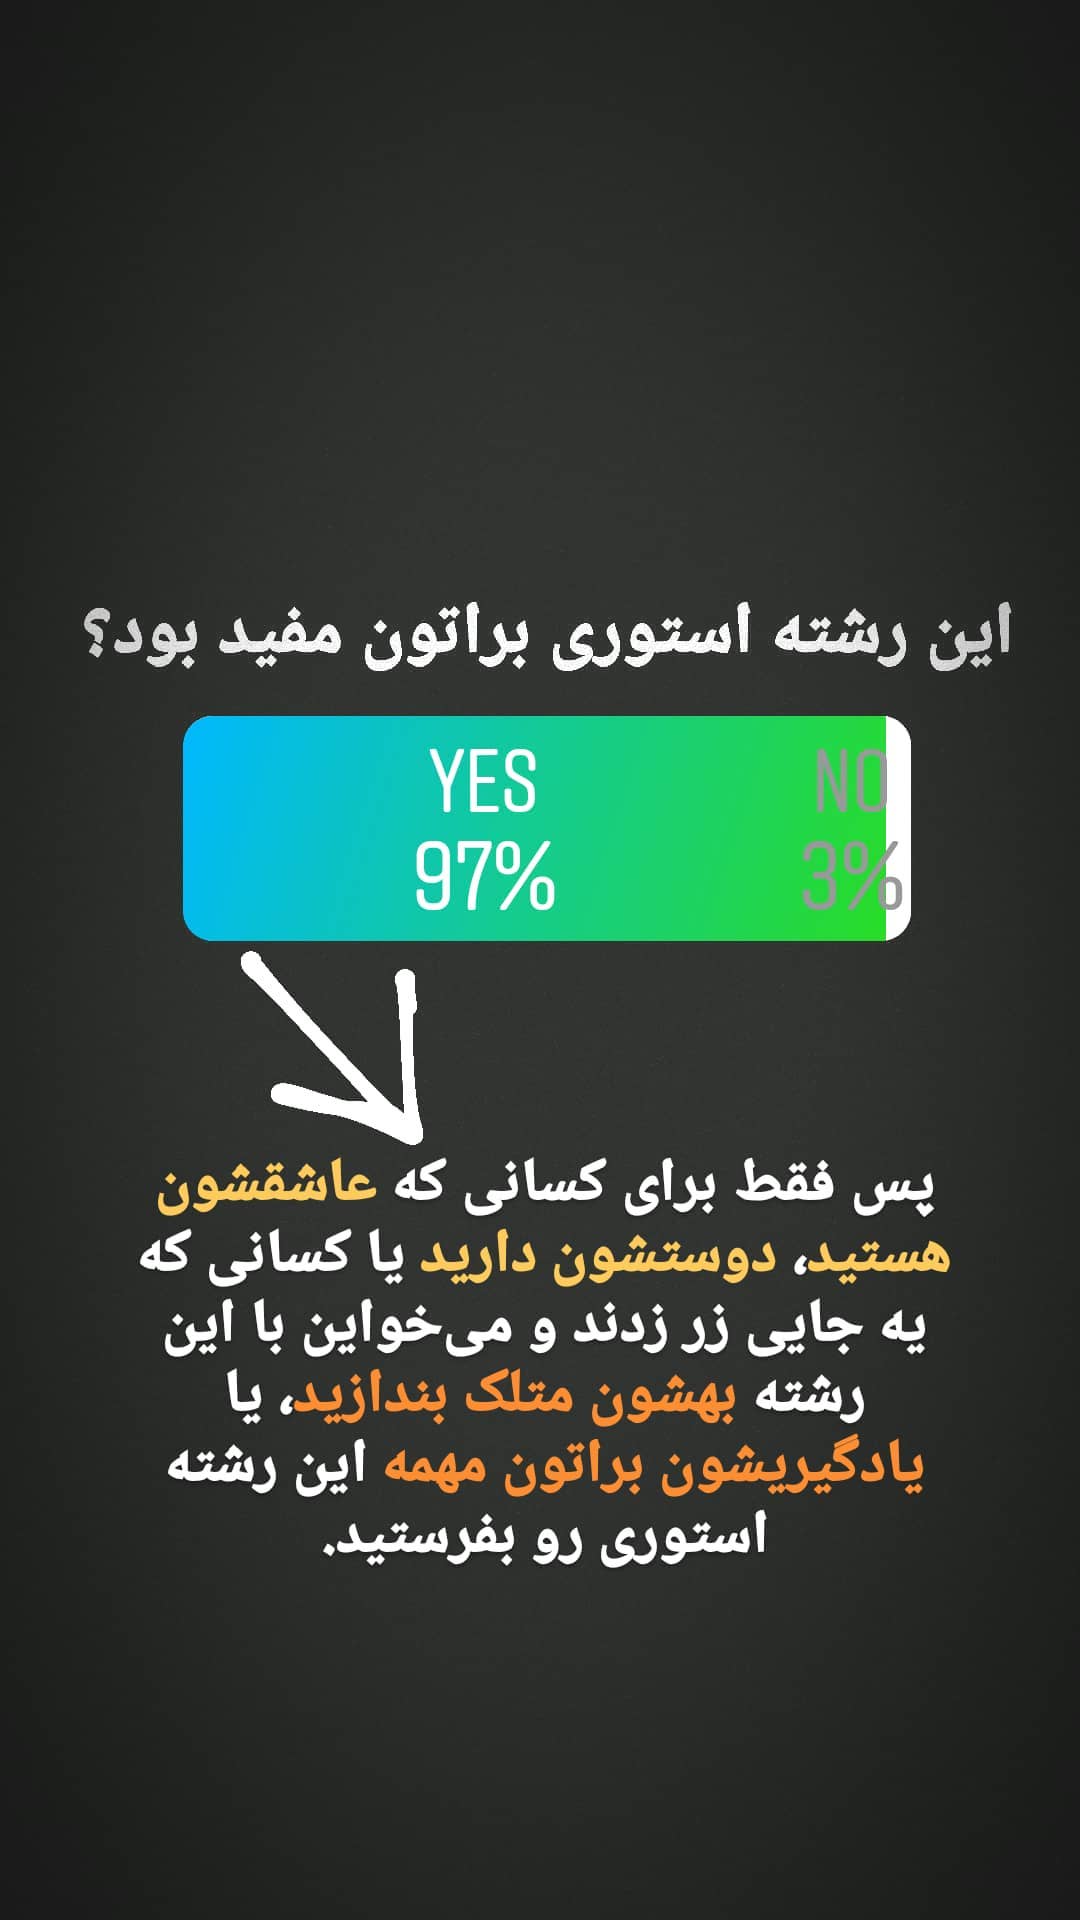 این رشته استوری براتون مفید بود؟
YES NO
97% 3%
پس فقط برای کسانی که عاشقشون
هستید، دوستشون دارید یا کسانی که
یه جایی زر زدند و می‌خواین با این
رشته بهشون متلک بندازید، یا
یادگیریشون براتون مهمه این رشته
استوری رو بفرستید.